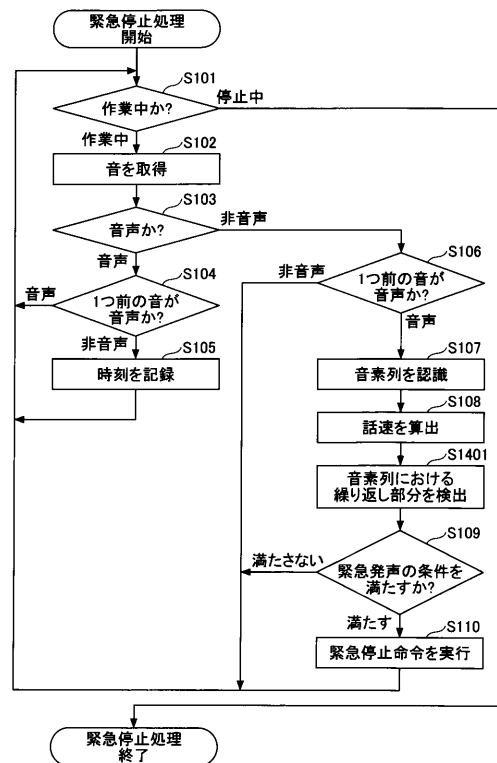 緊急停止処理
開始
S101
作業中か?
停止中
作業中
S102
音を取得
S103
音声か?
非音声
音声
S104
1つ前の音が
音声か?
音声
非音声
S105
時刻を記録
S106
1つ前の音が
音声か?
非音声
音声
S107
音素列を認識
S108
話速を算出
S1401
音素列における
繰り返し部分を検出
S109
緊急発声の条件を
満たすか?
満たさない
満たす
S110
緊急停止命令を実行
緊急停止処理
終了